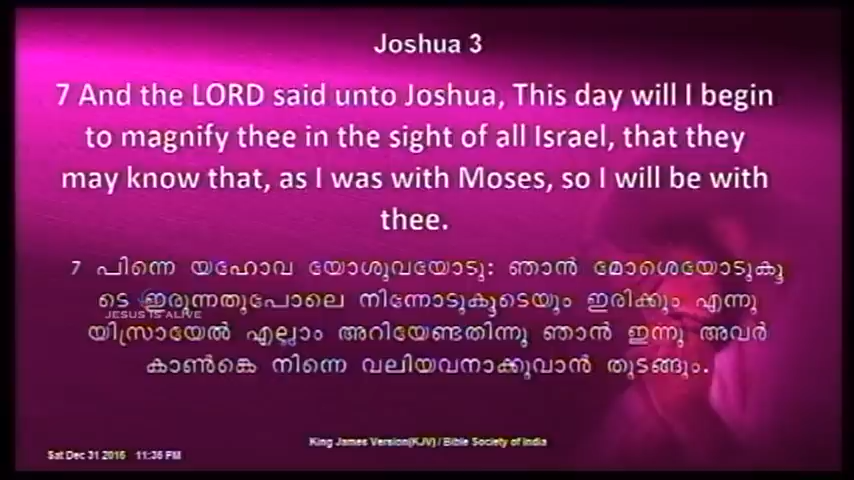 Joshua 3
7 And the LORD said unto Joshua, This day will I begin
to magnify thee in the sight of all Israel, that they
may know that, as I was with Moses, so I will be with
thee.
7 പിന്നെ യഹോവ യോശുവയോടു: ഞാൻ മോശെയോടുകൂ
ടെ ഇരുന്നതുപോലെ നിന്നോടുകൂടെയും ഇരിക്കും എന്നു
JESUS IS ALIVE
യിസ്രായേൽ എല്ലാം അറിയേണ്ടതിന്നു ഞാൻ ഇന്നു അവർ
കാൺങ്കെ നിന്നെ വലിയവനാക്കുവാൻ തുടങ്ങും.
King James Version(KJV) / Bible Society of India
Sat Dec 31 2016 11:35 PM